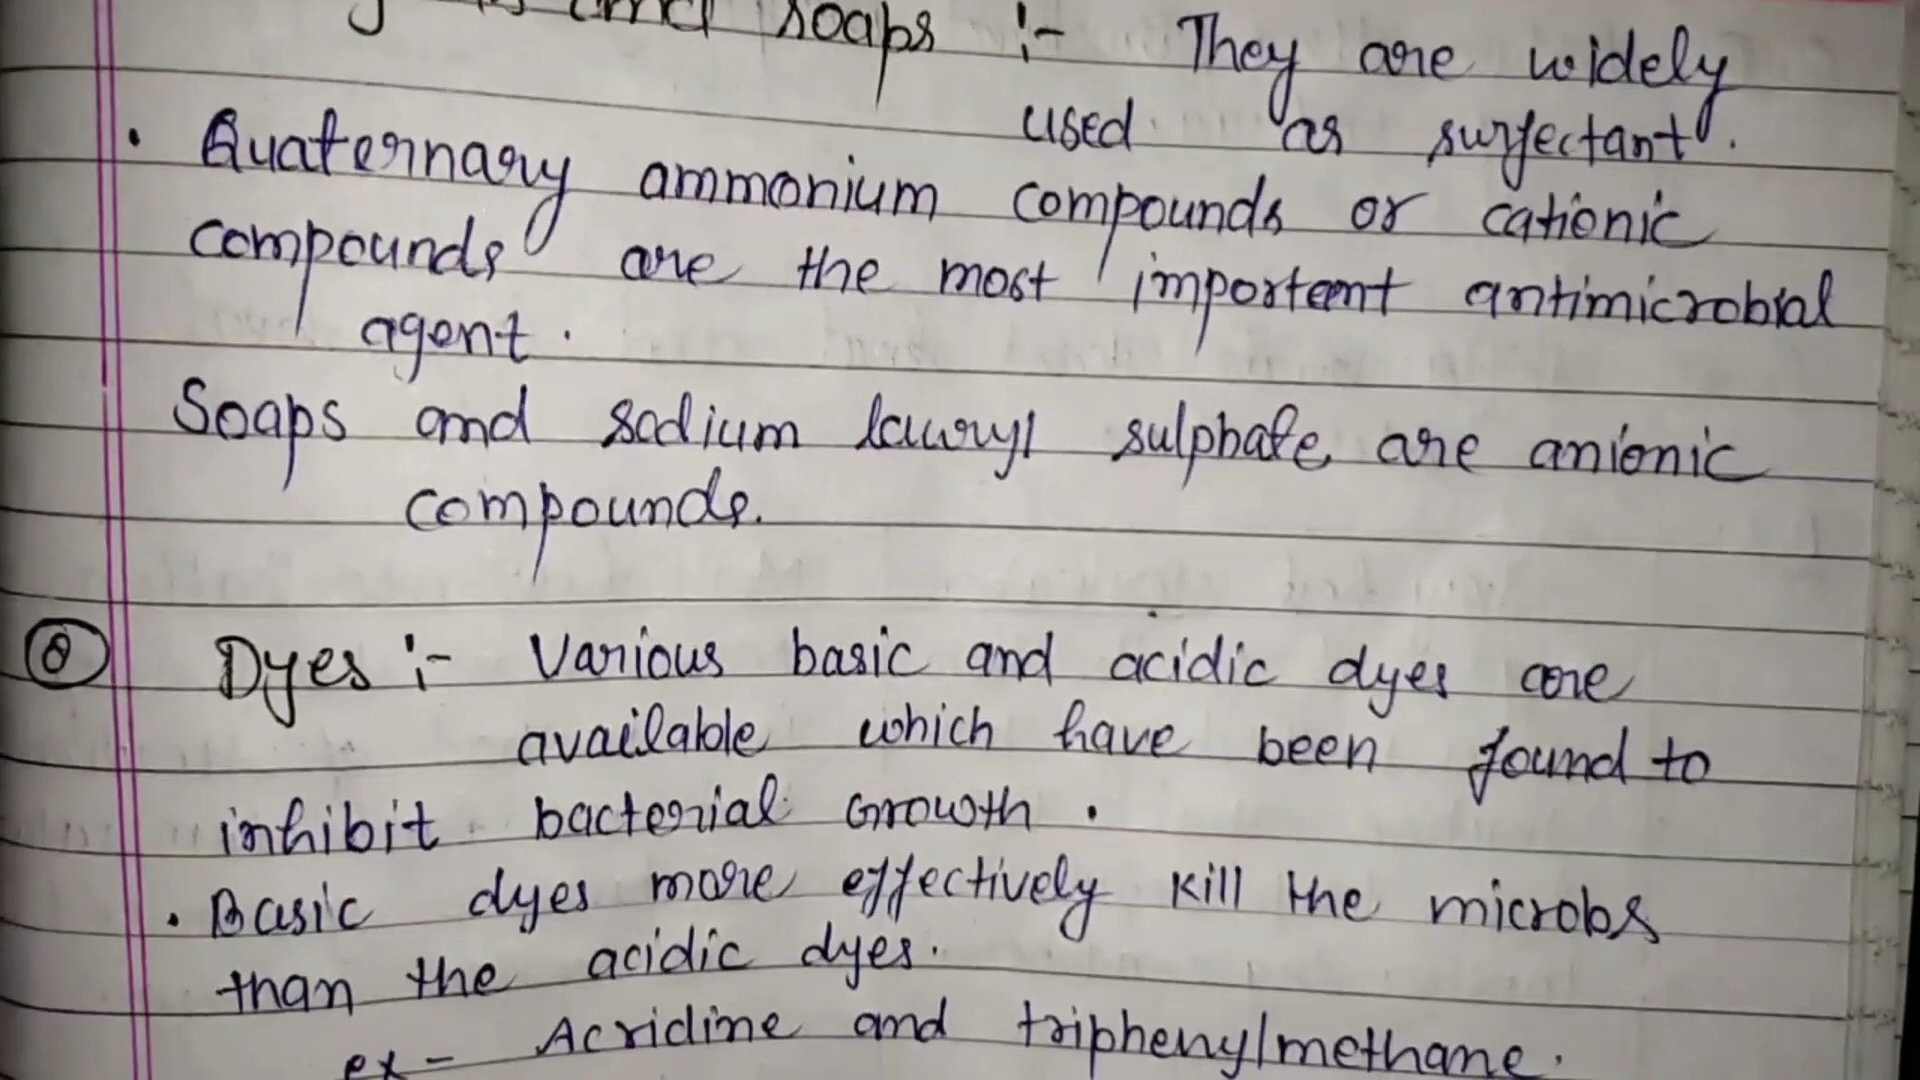 and soaps :- They are widely
used as surfectant.
• Quaternary ammonium compounds or cationic
compounds are the most important antimicrobial
agent.
Soaps and sodium lauryl sulphate are anionic
compounds.
⑧ Dyes :- Various basic and acidic dyes are
available which have been found to
inhibit bacterial Growth.
• Basic dyes more effectively kill the microbs
than the acidic dyes.
ex - Acridine and triphenylmethane.